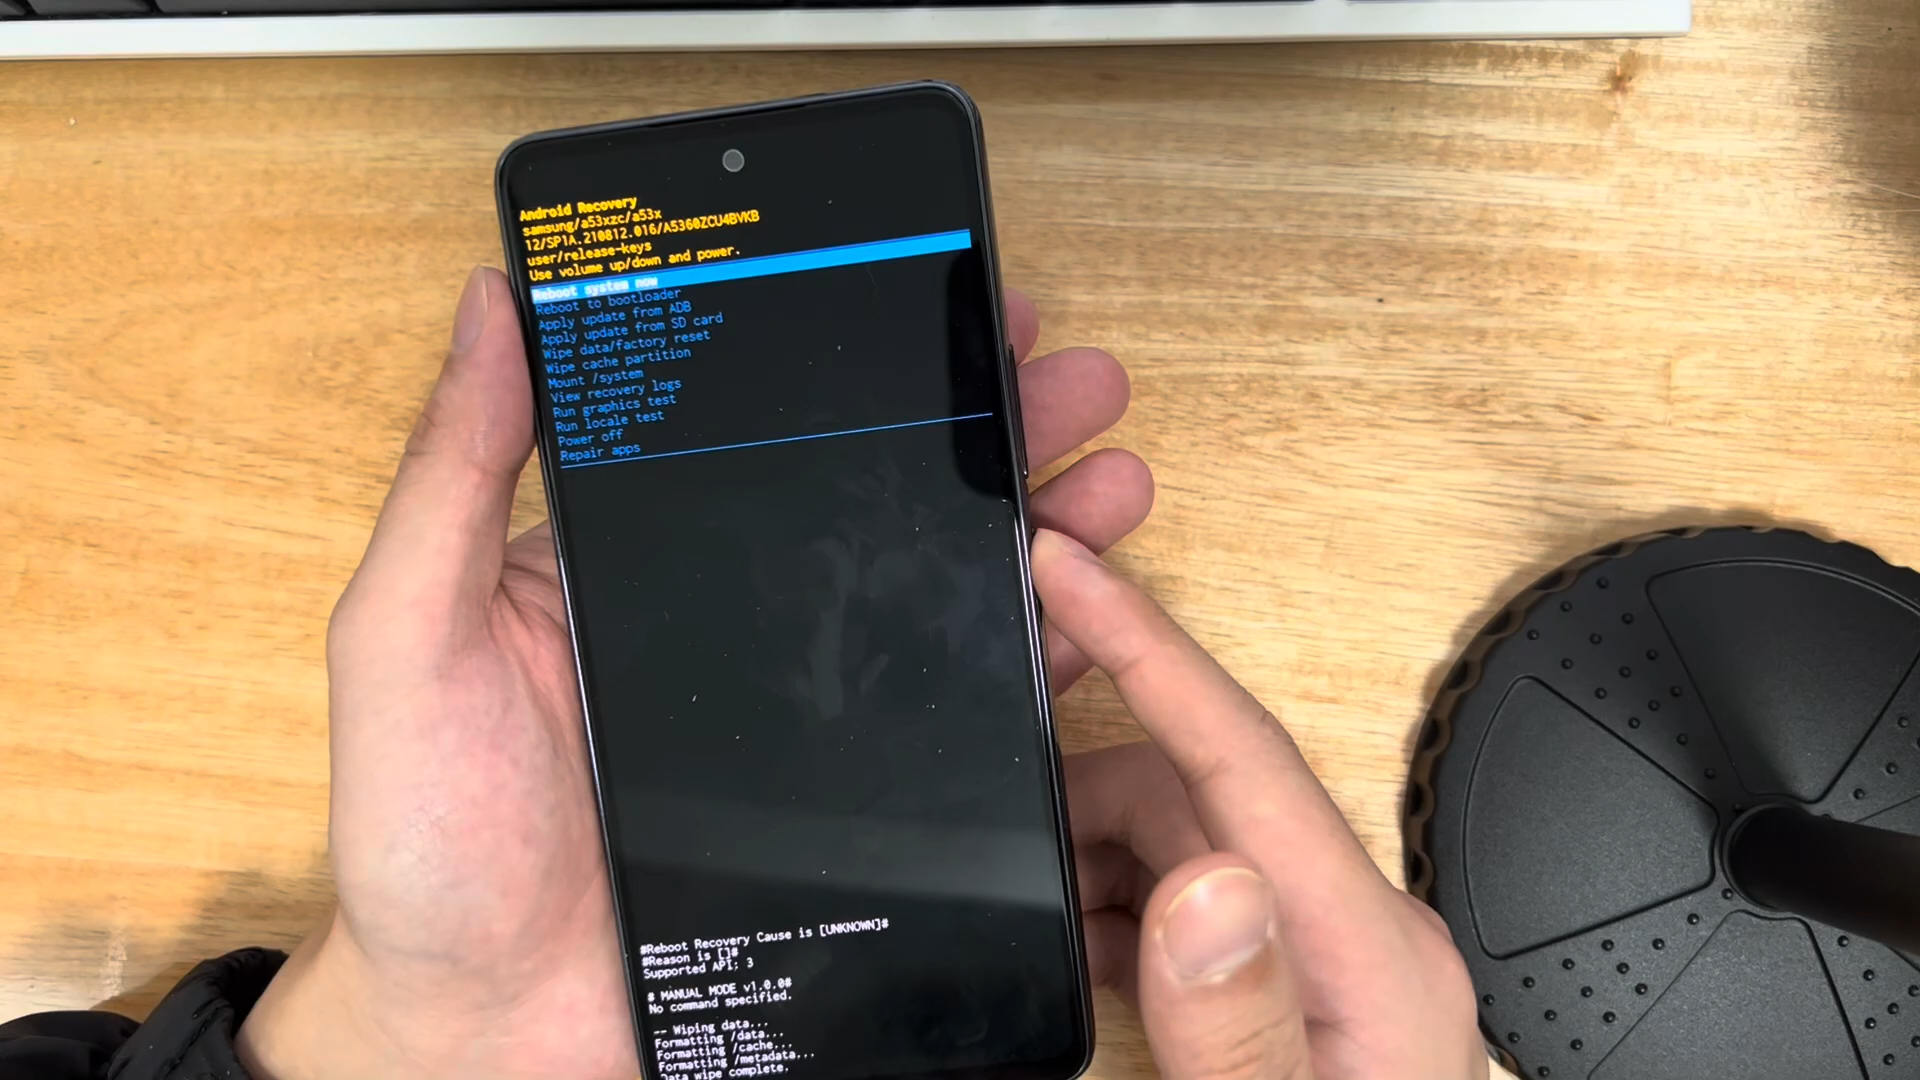 Android Recovery
samsung/a53xzc/a53x
12/SP1A.210812.016/A5360ZCU4BVKB
user/release-keys
Use volume up/down and power.
Reboot system now
Reboot to bootloader
Apply update from ADB
Apply update from SD card
Wipe data/factory reset
Wipe cache partition
Mount /system
View recovery logs
Run graphics test
Run locale test
Power off
Repair apps
#Reboot Recovery Cause is [UNKNOWN]#
#Reason is []#
Supported API: 3
# MANUAL MODE v1.0.0#
No command specified.
-- Wiping data...
Formatting /data...
Formatting /cache...
Formatting /metadata...
Data wipe complete.